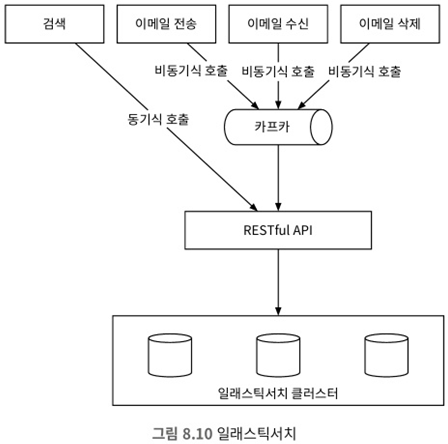 검색
이메일 전송
이메일 수신
이메일 삭제
비동기식 호출
비동기식 호출
비동기식 호출
동기식 호출
카프카
RESTful API
일래스틱서치 클러스터
그림 8.10 일래스틱서치